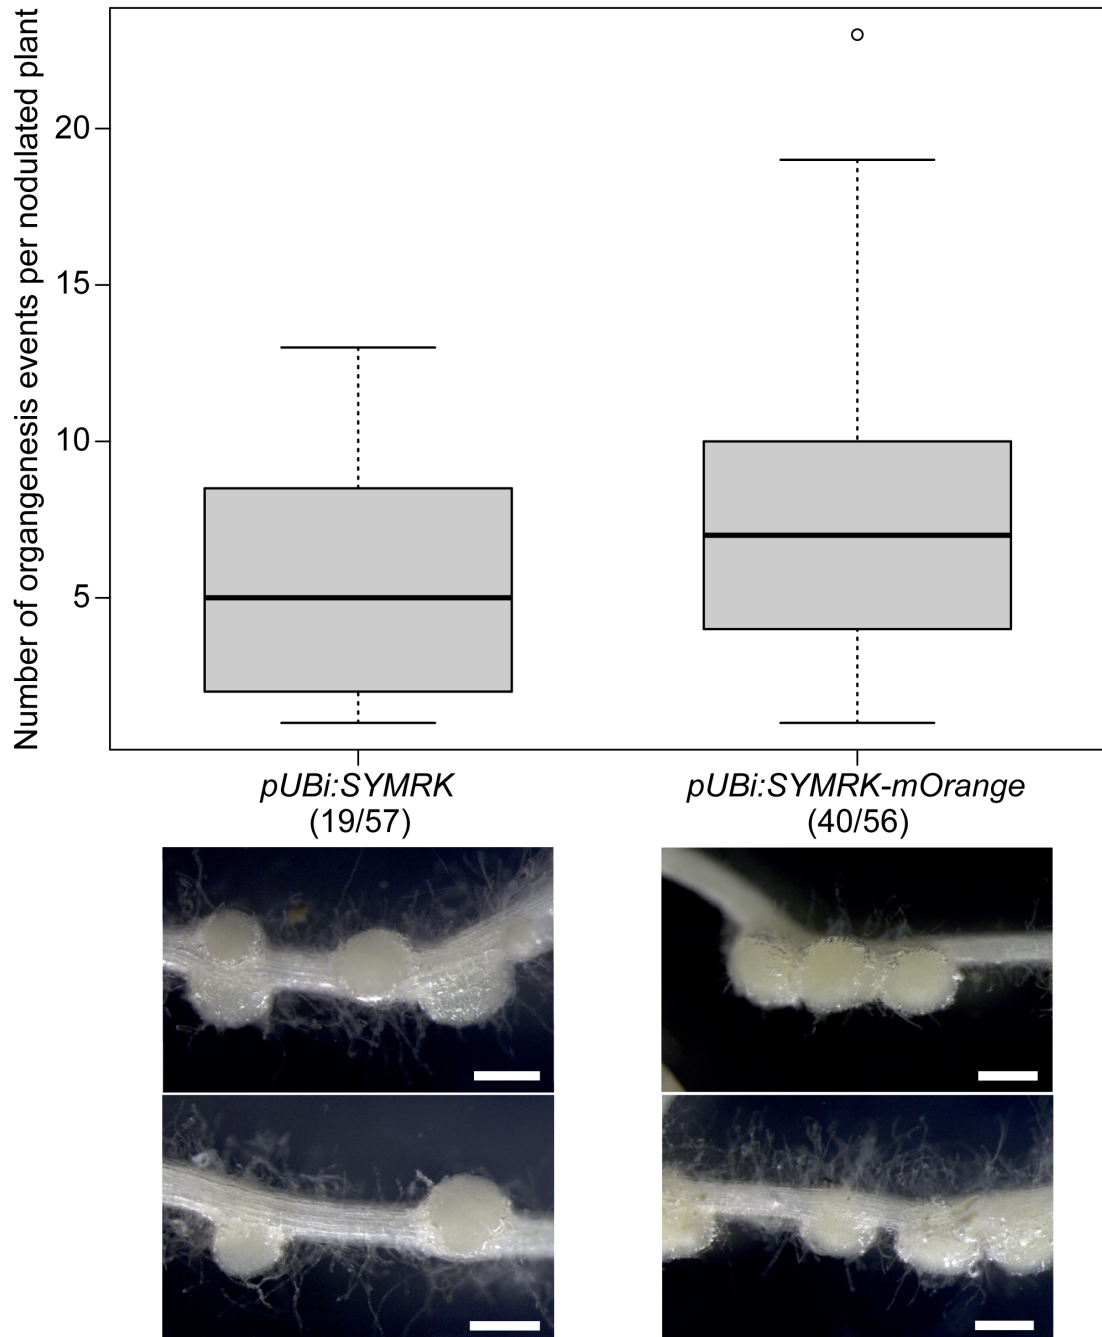 Number of organgenesis events per nodulated plant
20
15
10
5
pUBi:SYMRK
(19/57)
pUBi:SYMRK-mOrange
(40/56)